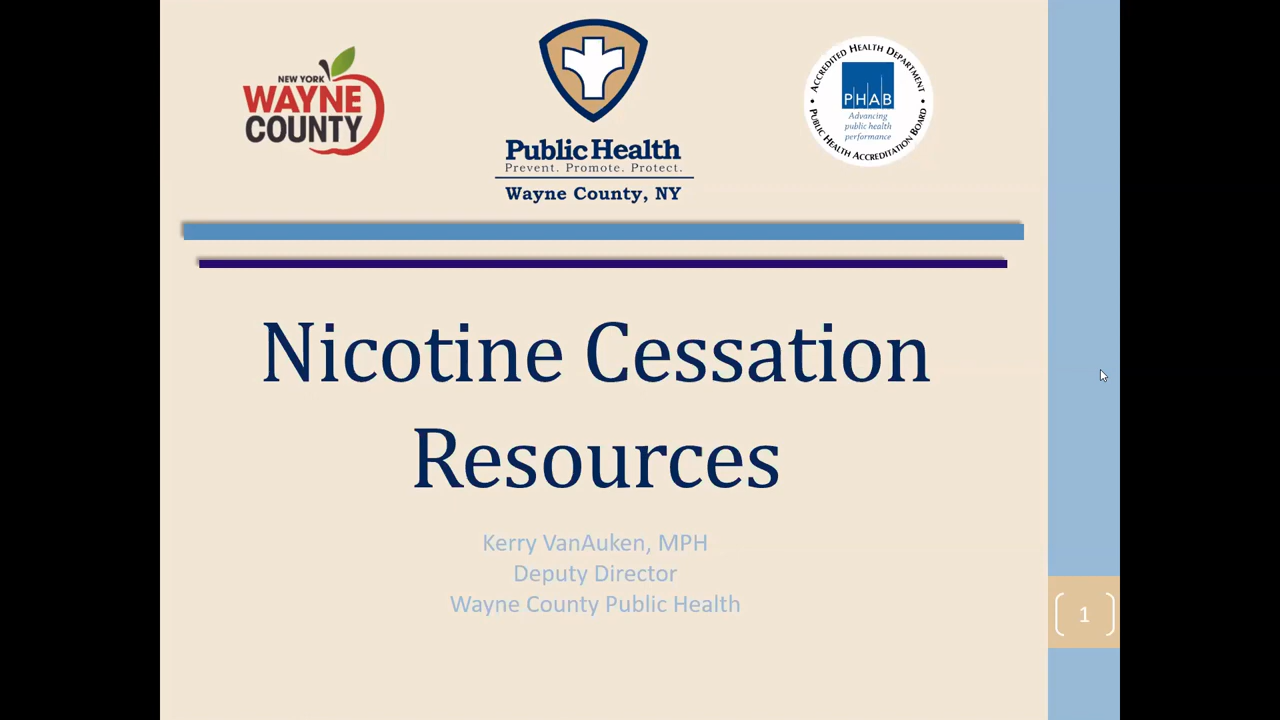 NEW YORK
WAYNE
COUNTY
Public Health
Prevent. Promote. Protect.
Wayne County, NY
ACCREDITED HEALTH DEPARTMENT
PHAB
Advancing
public health
performance
PUBLIC HEALTH ACCREDITATION BOARD
Nicotine Cessation
Resources
Kerry VanAuken, MPH
Deputy Director
Wayne County Public Health
1